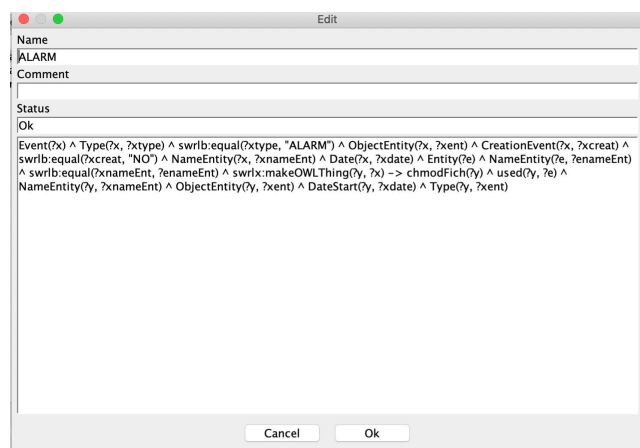 Edit
Name
ALARM
Comment
Status
Ok
Event(?x) ^ Type(?x, ?xtype) ^ swrlb:equal(?xtype, "ALARM") ^ ObjectEntity(?x, ?xent) ^ CreationEvent(?x, ?xcreat) ^
swrlb:equal(?xcreat, "NO") ^ NameEntity(?x, ?xnameEnt) ^ Date(?x, ?xdate) ^ Entity(?e) ^ NameEntity(?e, ?enameEnt)
^ swrlb:equal(?xnameEnt, ?enameEnt) ^ swrlx:makeOWLThing(?y, ?x) -> chmodFich(?y) ^ used(?y, ?e) ^
NameEntity(?y, ?xnameEnt) ^ ObjectEntity(?y, ?xent) ^ DateStart(?y, ?xdate) ^ Type(?y, ?xent)
Cancel Ok